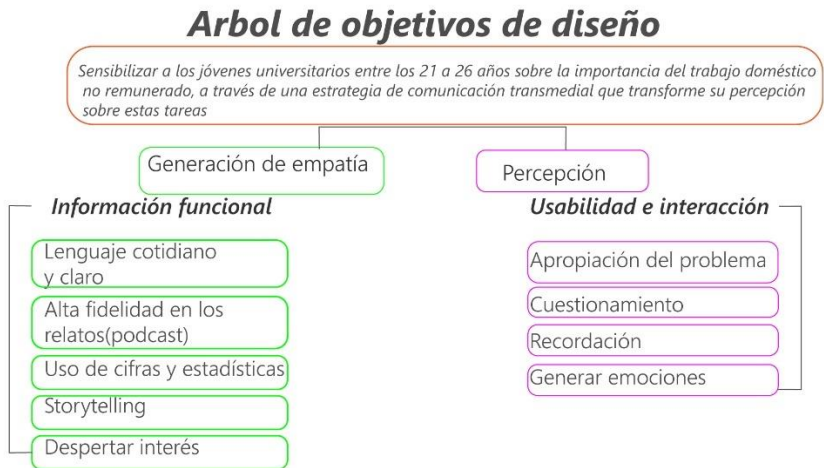 Arbol de objetivos de diseño
Sensibilizar a los jóvenes universitarios entre los 21 a 26 años sobre la importancia del trabajo doméstico
no remunerado, a través de una estrategia de comunicación transmedial que transforme su percepción
sobre estas tareas
Generación de empatía
Percepción
Información funcional
Lenguaje cotidiano
y claro
Alta fidelidad en los
relatos(podcast)
Uso de cifras y estadísticas
Storytelling
Despertar interés
Usabilidad e interacción
Apropiación del problema
Cuestionamiento
Recordación
Generar emociones